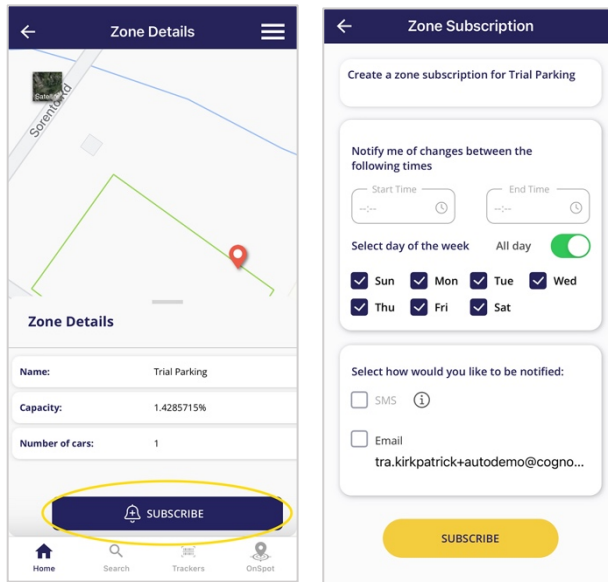 Zone Details
Satellite
Sorento Rd
Zone Details
Name: Trial Parking
Capacity: 1.4285715%
Number of cars: 1
SUBSCRIBE
Home Search Trackers OnSpot
Zone Subscription
Create a zone subscription for Trial Parking
Notify me of changes between the
following times
Start Time End Time
--:-- --:--
Select day of the week All day
Sun Mon Tue Wed
Thu Fri Sat
Select how would you like to be notified:
SMS
Email
tra.kirkpatrick+autodemo@cogno...
SUBSCRIBE